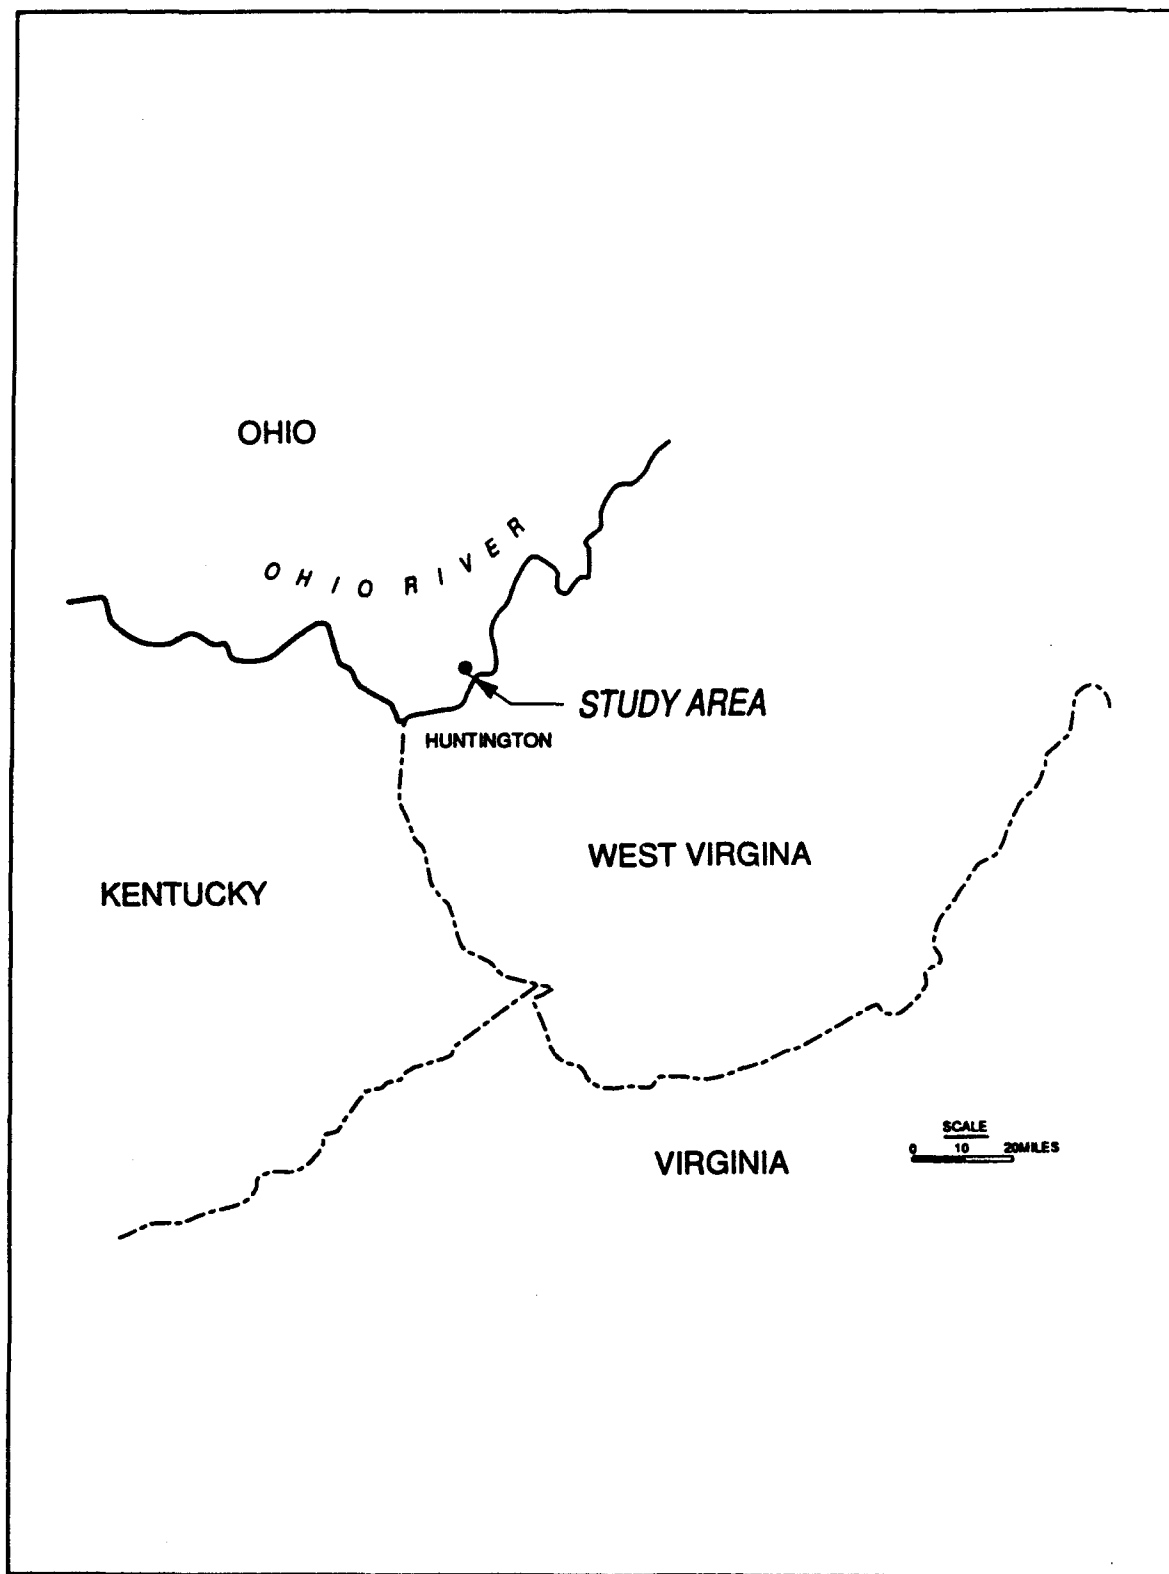 OHIO
OHIO RIVER
STUDY AREA
HUNTINGTON
WEST VIRGINA
KENTUCKY
SCALE
0 10 20MILES
VIRGINIA